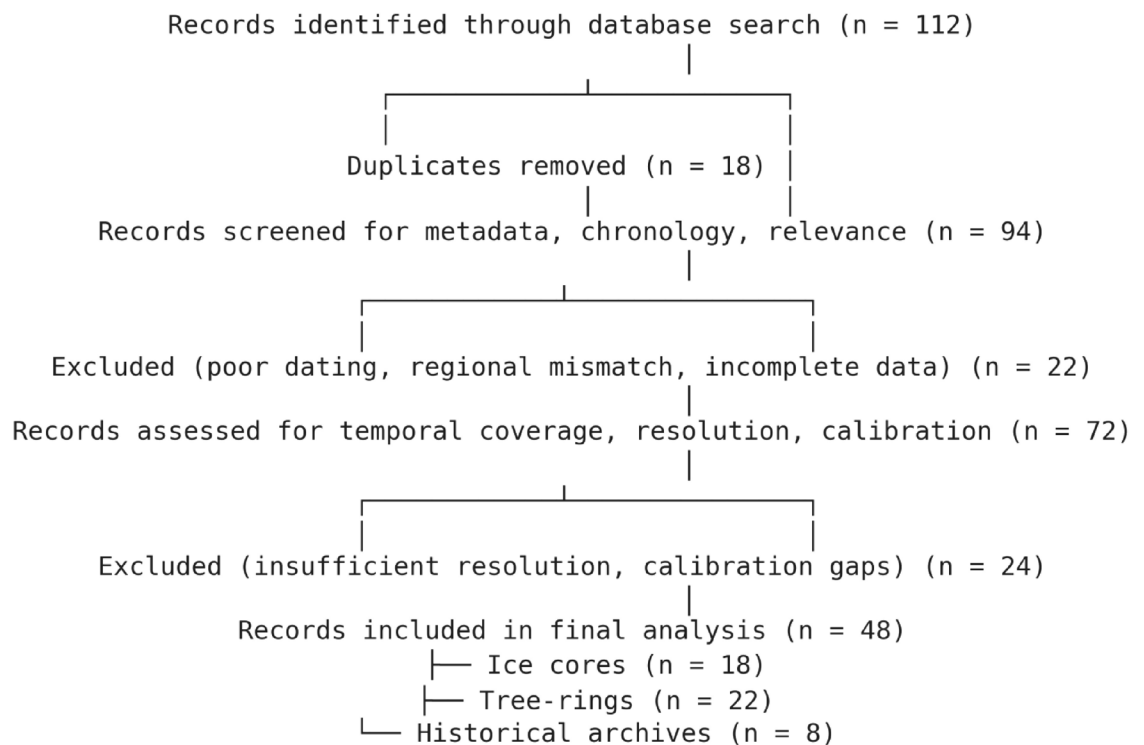 Records identified through database search (n = 112)
Duplicates removed (n = 18)
Records screened for metadata, chronology, relevance (n = 94)
Excluded (poor dating, regional mismatch, incomplete data) (n = 22)
Records assessed for temporal coverage, resolution, calibration (n = 72)
Excluded (insufficient resolution, calibration gaps) (n = 24)
Records included in final analysis (n = 48)
Ice cores (n = 18)
Tree-rings (n = 22)
Historical archives (n = 8)